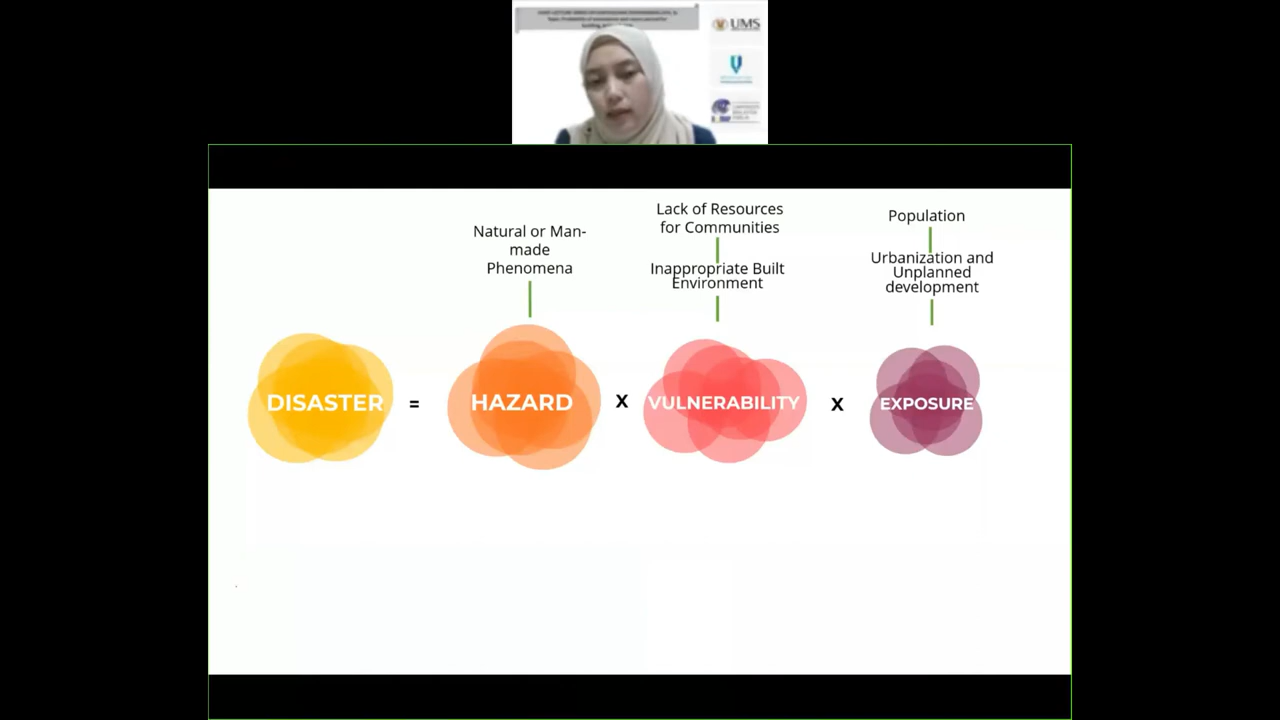 UMS
Lack of Resources
for Communities
Population
Natural or Man-
made
Phenomena
Inappropriate Built
Environment
Urbanization and
Unplanned
development
DISASTER = HAZARD X VULNERABILITY X EXPOSURE